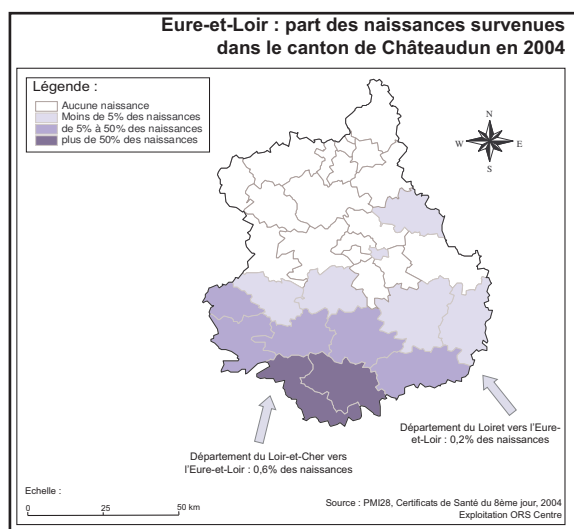 Eure-et-Loir : part des naissances survenues
dans le canton de Châteaudun en 2004
Légende :
Aucune naissance
Moins de 5% des naissances
de 5% à 50% des naissances
plus de 50% des naissances
N
W
E
S
Département du Loiret vers l'Eure-
et-Loir : 0,2% des naissances
Département du Loir-et-Cher vers
l'Eure-et-Loir : 0,6% des naissances
Echelle :
0 25 50 km
Source : PMI28, Certificats de Santé du 8ème jour, 2004
Exploitation ORS Centre